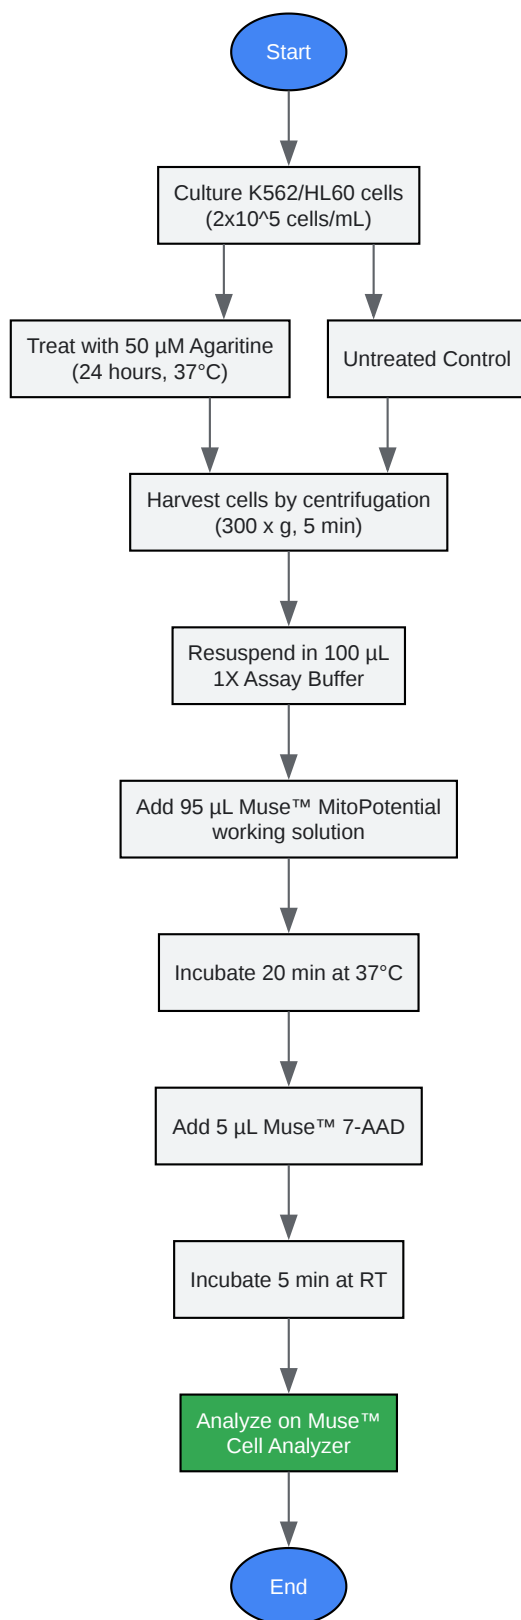 Start
Culture K562/HL60 cells
(2x10^5 cells/mL)
Treat with 50 µM Agaritine
(24 hours, 37°C)
Untreated Control
Harvest cells by centrifugation
(300 x g, 5 min)
Resuspend in 100 µL
1X Assay Buffer
Add 95 µL Muse™ MitoPotential
working solution
Incubate 20 min at 37°C
Add 5 µL Muse™ 7-AAD
Incubate 5 min at RT
Analyze on Muse™
Cell Analyzer
End